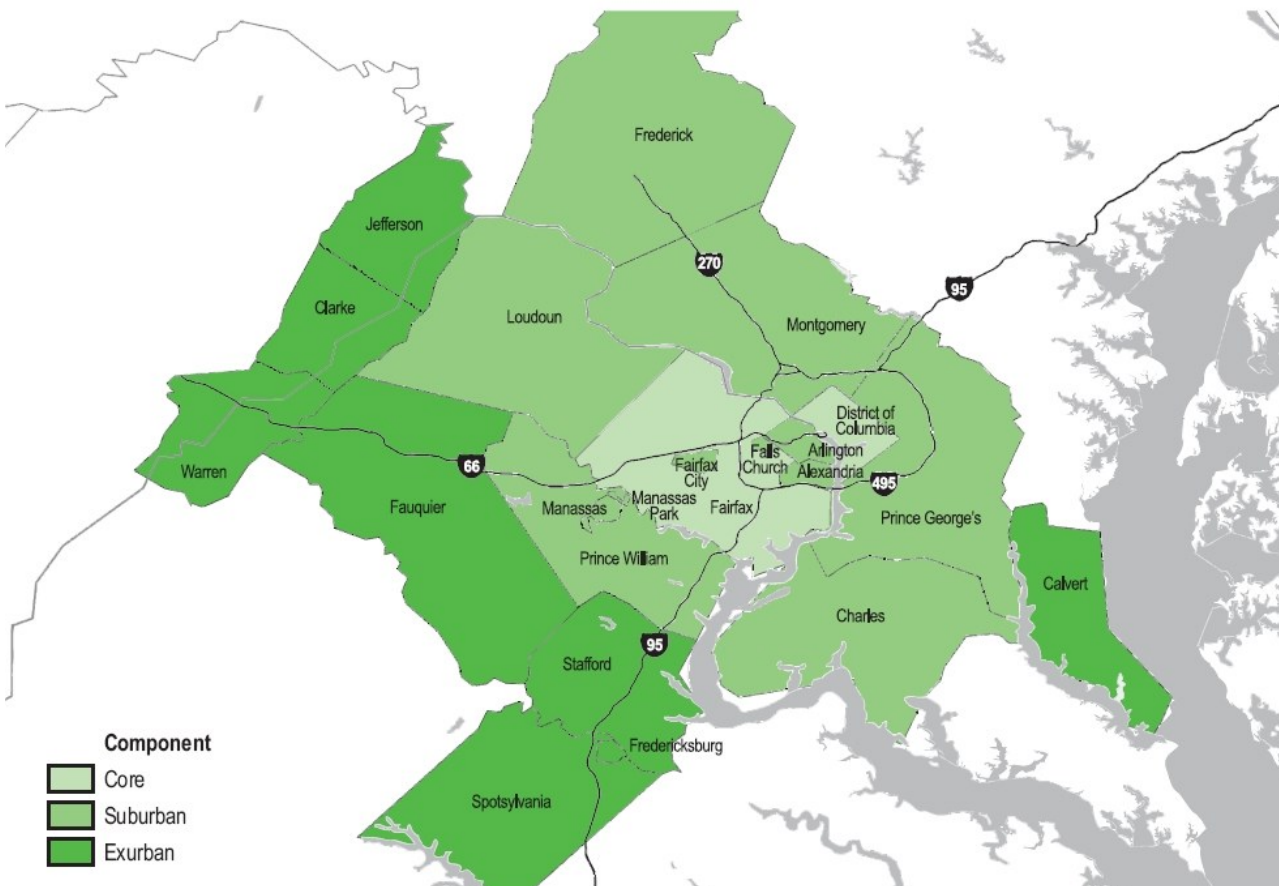 Frederick
Jefferson
270
95
Clarke
Loudoun
Montgomery
District of
Columbia
Falls
Church
Arlington
Alexandria
Warren
66
Fairfax
City
495
Fauquier
Manassas
Manassas
Park
Fairfax
Prince George's
Prince William
Calvert
Charles
95
Stafford
Fredericksburg
Spotsylvania
Component
Core
Suburban
Exurban